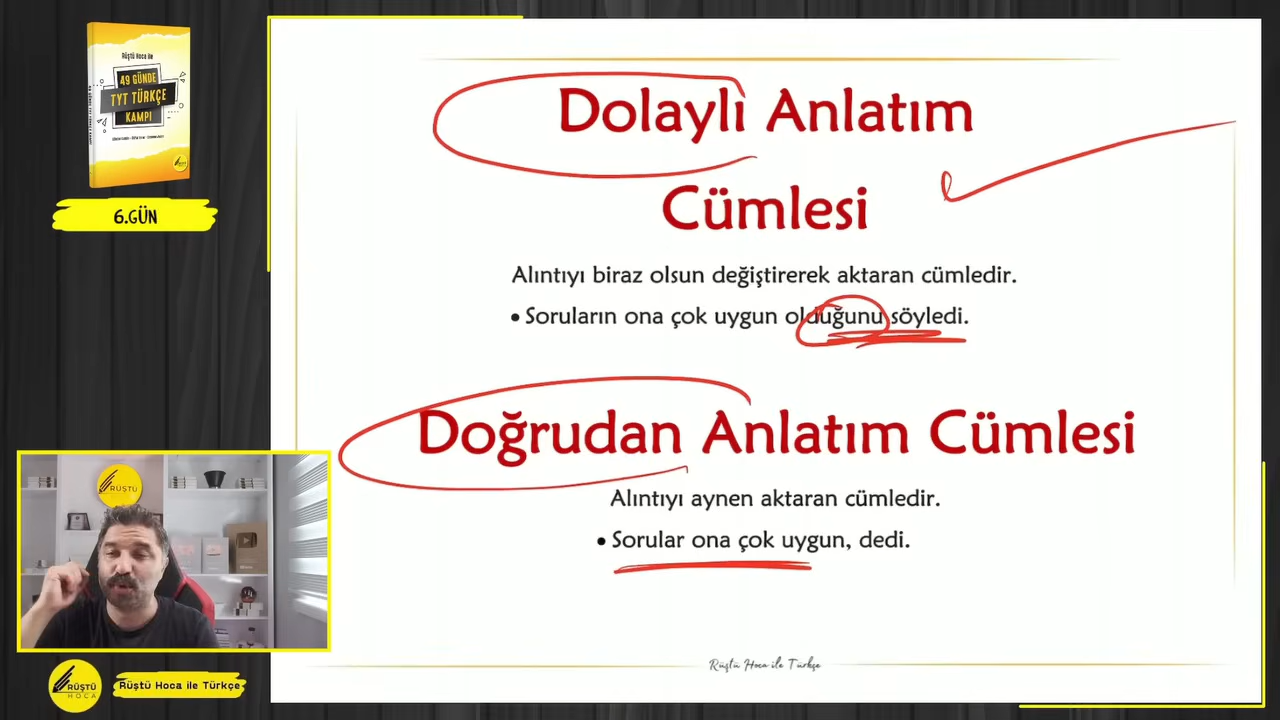 Rüştü Hoca ile
49 GÜNDE
TYT TÜRKÇE
KAMPI
6.GÜN
Dolaylı Anlatım
Cümlesi
Alıntıyı biraz olsun değiştirerek aktaran cümledir.
• Soruların ona çok uygun olduğunu söyledi.
Doğrudan Anlatım Cümlesi
Alıntıyı aynen aktaran cümledir.
• Sorular ona çok uygun, dedi.
Rüştü Hoca ile Türkçe
RÜŞTÜ
RÜŞTÜ
HOCA
Rüştü Hoca ile Türkçe